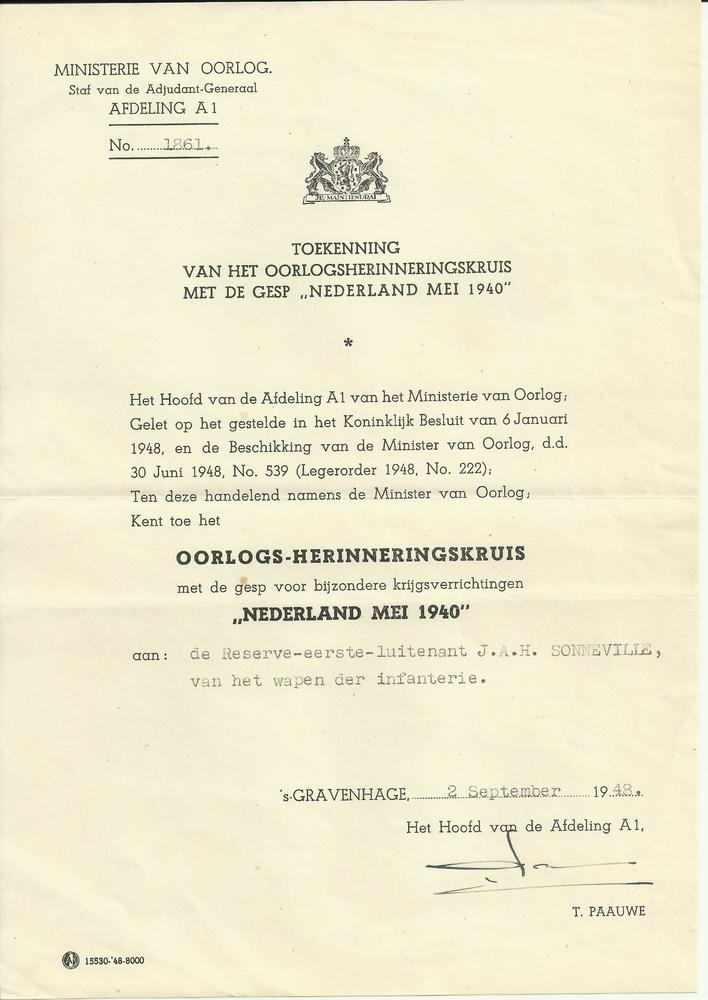 MINISTERIE VAN OORLOG.
Staf van de Adjudant-Generaal
AFDELING A 1
No. 1861.
JE MAINTIENDRAI
TOEKENNING
VAN HET OORLOGSHERINNERINGSKRUIS
MET DE GESP „NEDERLAND MEI 1940”
*
Het Hoofd van de Afdeling A1 van het Ministerie van Oorlog;
Gelet op het gestelde in het Koninklijk Besluit van 6 Januari
1948, en de Beschikking van de Minister van Oorlog, d.d.
30 Juni 1948, No. 539 (Legerorder 1948, No. 222);
Ten deze handelend namens de Minister van Oorlog;
Kent toe het
OORLOGS-HERINNERINGSKRUIS
met de gesp voor bijzondere krijgsverrichtingen
„NEDERLAND MEI 1940”
aan: de Reserve-eerste-luitenant J.A.H. SONNEVILLE,
van het wapen der infanterie.
's-GRAVENHAGE, 2 September 1948.
Het Hoofd van de Afdeling A1,
T. PAAUWE
15530-'48-8000